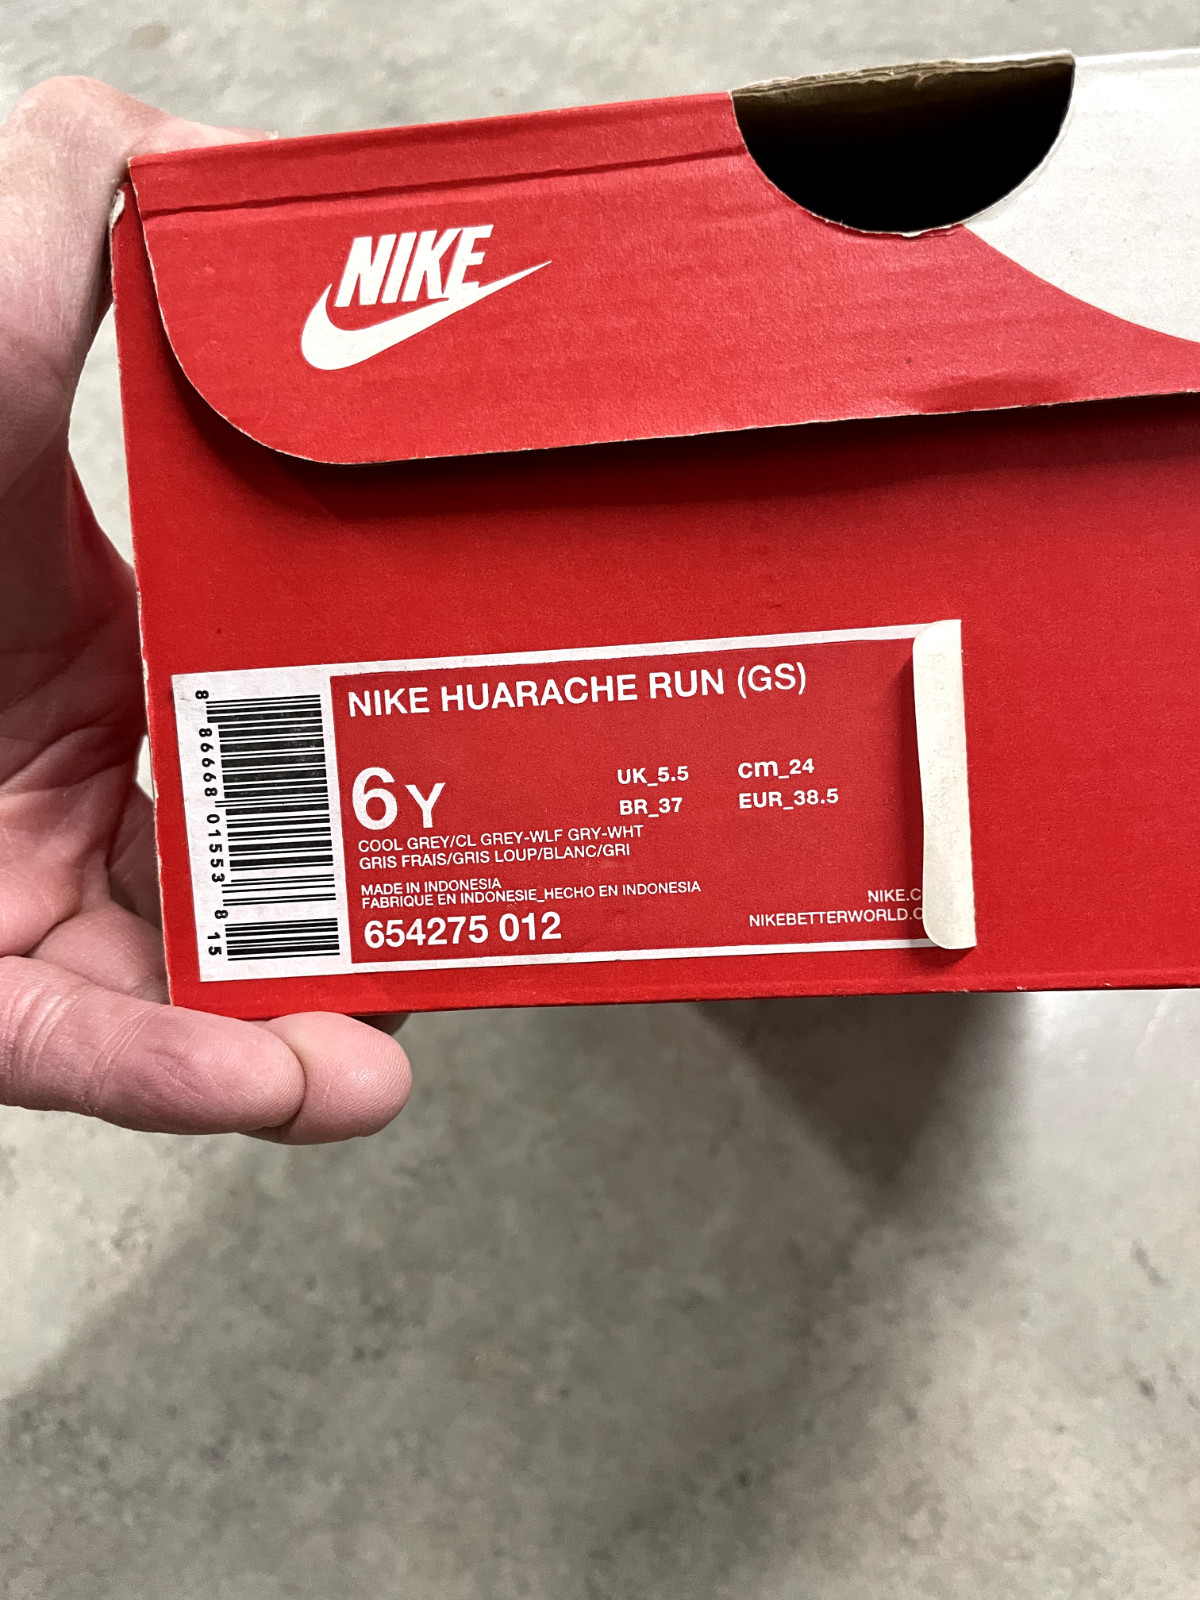 NIKE
NIKE HUARACHE RUN (GS)
6Y
UK_5.5 cm_24
BR_37 EUR_38.5
COOL GREY/CL GREY-WLF GRY-WHT
GRIS FRAIS/GRIS LOUP/BLANC/GRI
MADE IN INDONESIA
FABRIQUE EN INDONESIE_HECHO EN INDONESIA
654275 012
NIKE.C
NIKEBETTERWORLD.C
8 86668 01553 8 15